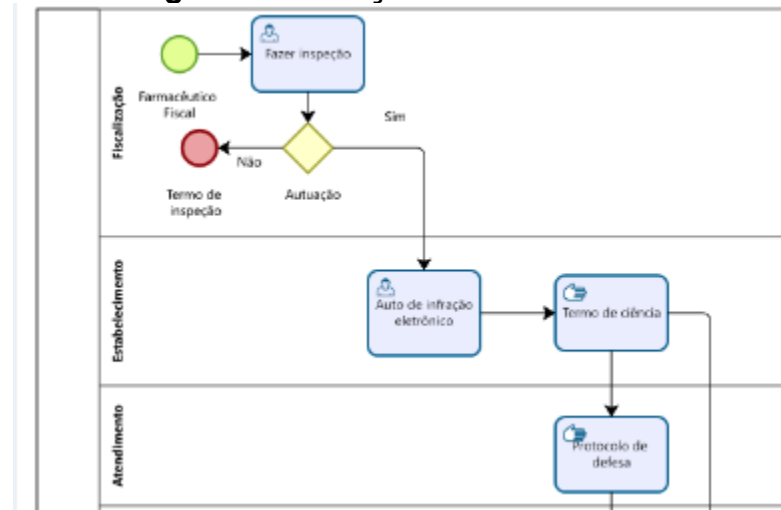 Fazer inspeção
Farmacêutico
Fiscal
Sim
Não
Termo de
inspeção
Autuação
Fiscalização
Auto de infração
eletrônico
Termo de ciência
Estabelecimento
Protocolo de
defesa
Atendimento